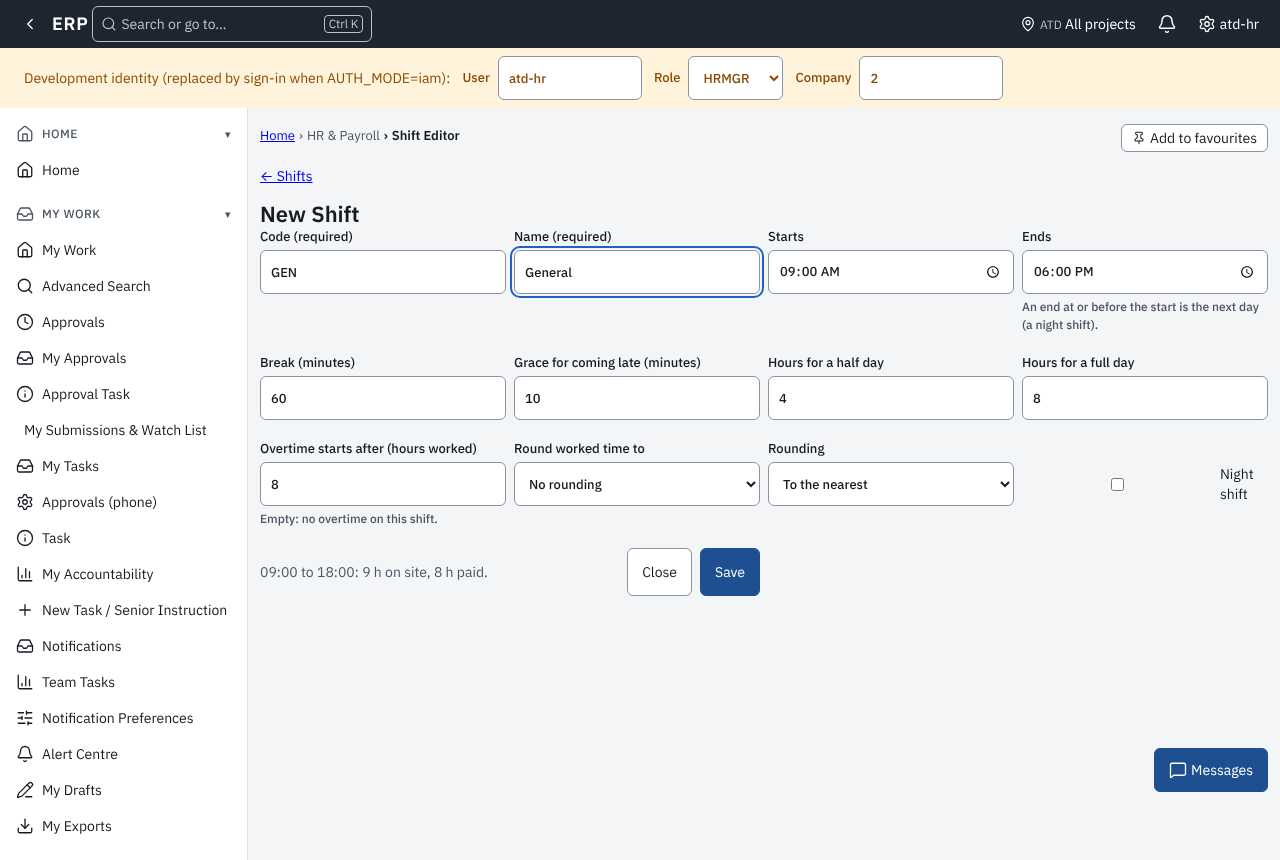 ERP
Search or go to...
Ctrl K
ATD All projects
atd-hr
Development identity (replaced by sign-in when AUTH_MODE=iam):
User
atd-hr
Role
HRMGR
Company
2
HOME
Home
MY WORK
My Work
Advanced Search
Approvals
My Approvals
Approval Task
My Submissions & Watch List
My Tasks
Approvals (phone)
Task
My Accountability
New Task / Senior Instruction
Notifications
Team Tasks
Notification Preferences
Alert Centre
My Drafts
My Exports
Home › HR & Payroll › Shift Editor
Add to favourites
← Shifts
New Shift
Code (required)
GEN
Name (required)
General
Starts
09:00 AM
Ends
06:00 PM
An end at or before the start is the next day
(a night shift).
Break (minutes)
60
Grace for coming late (minutes)
10
Hours for a half day
4
Hours for a full day
8
Overtime starts after (hours worked)
8
Empty: no overtime on this shift.
Round worked time to
No rounding
Rounding
To the nearest
Night
shift
09:00 to 18:00: 9 h on site, 8 h paid.
Close
Save
Messages